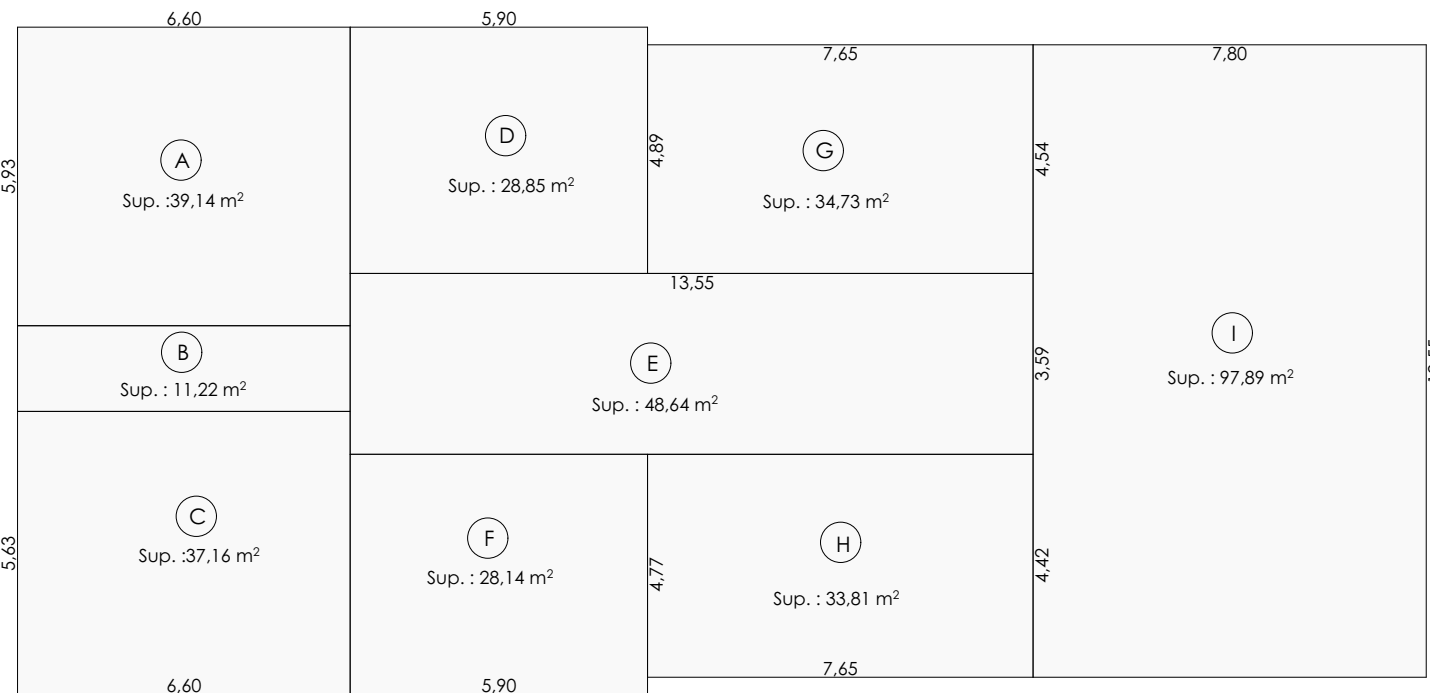 6,60
5,90
7,65
7,80
5,93
A
Sup. :39,14 m²
D
Sup. : 28,85 m²
4,89
G
Sup. : 34,73 m²
4,54
13,55
B
Sup. : 11,22 m²
E
Sup. : 48,64 m²
3,59
I
Sup. : 97,89 m²
5,63
C
Sup. :37,16 m²
F
Sup. : 28,14 m²
4,77
H
Sup. : 33,81 m²
4,42
6,60
5,90
7,65